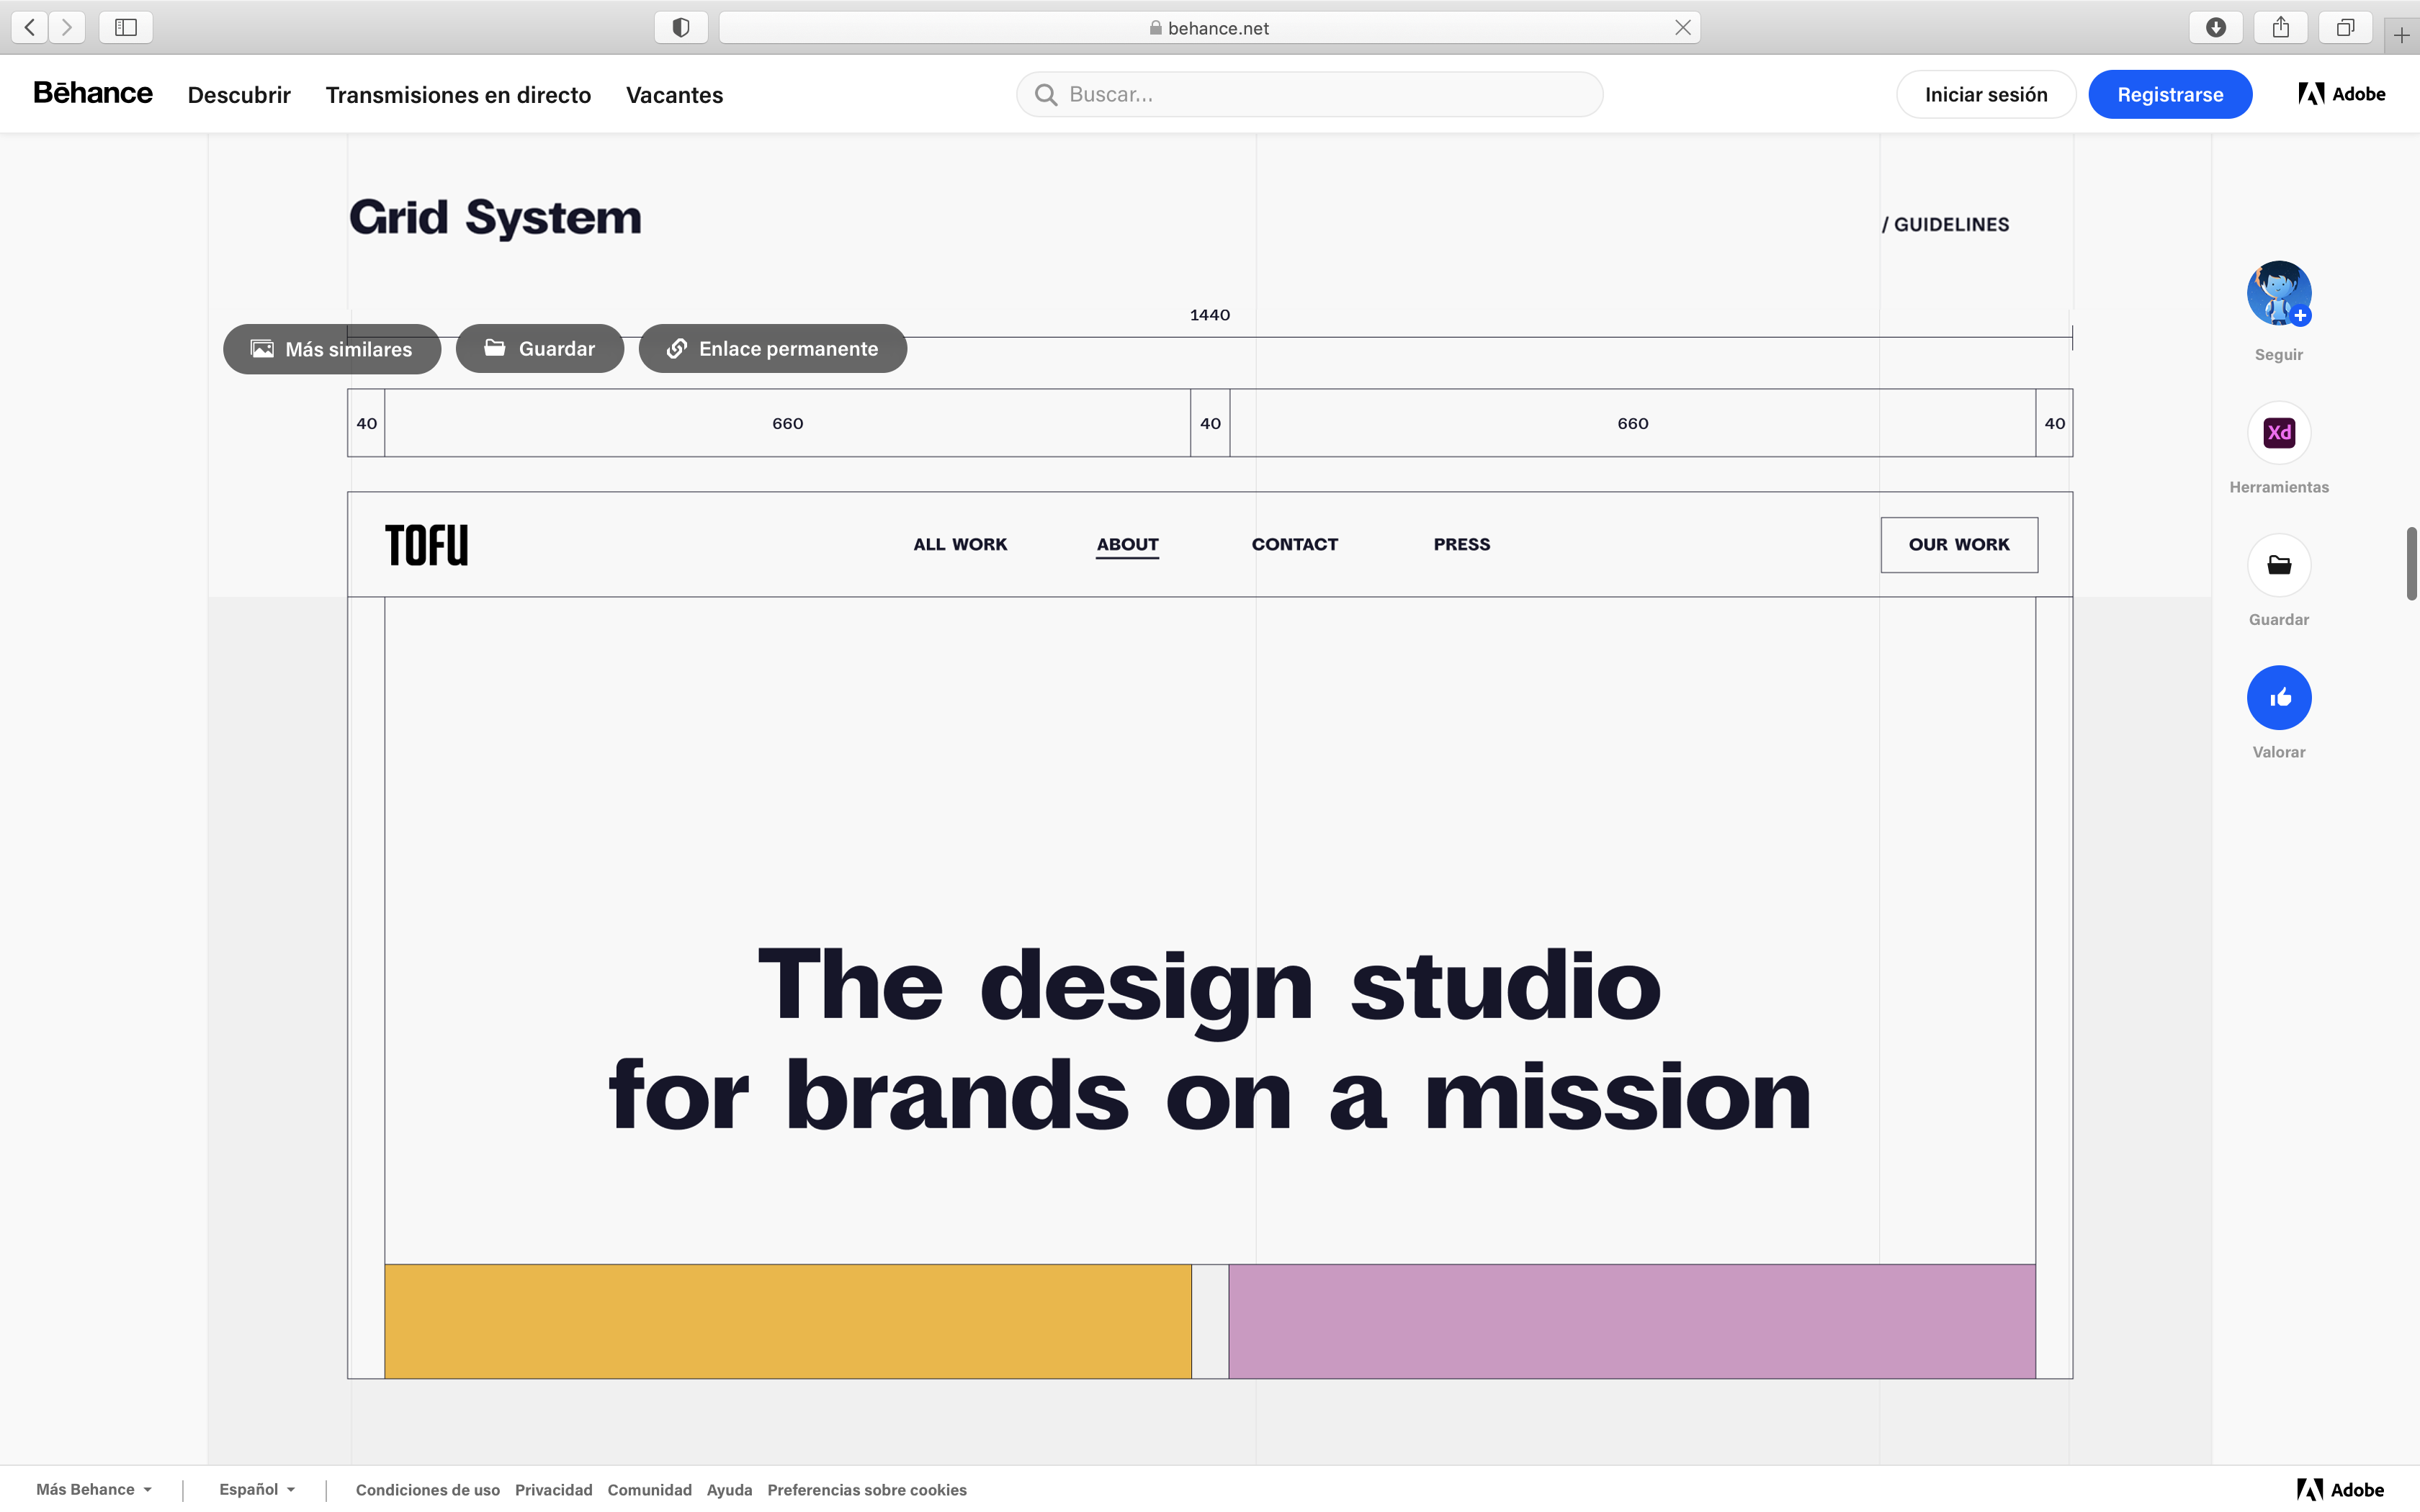 behance.net
Bēhance Descubrir Transmisiones en directo Vacantes Buscar... Iniciar sesión Registrarse Adobe
Grid System / GUIDELINES
1440
Más similares Guardar Enlace permanente
Seguir
40 660 40 660 40
Xd
Herramientas
TOFU ALL WORK ABOUT CONTACT PRESS OUR WORK
Guardar
Valorar
The design studio
for brands on a mission
Más Behance Español Condiciones de uso Privacidad Comunidad Ayuda Preferencias sobre cookies Adobe